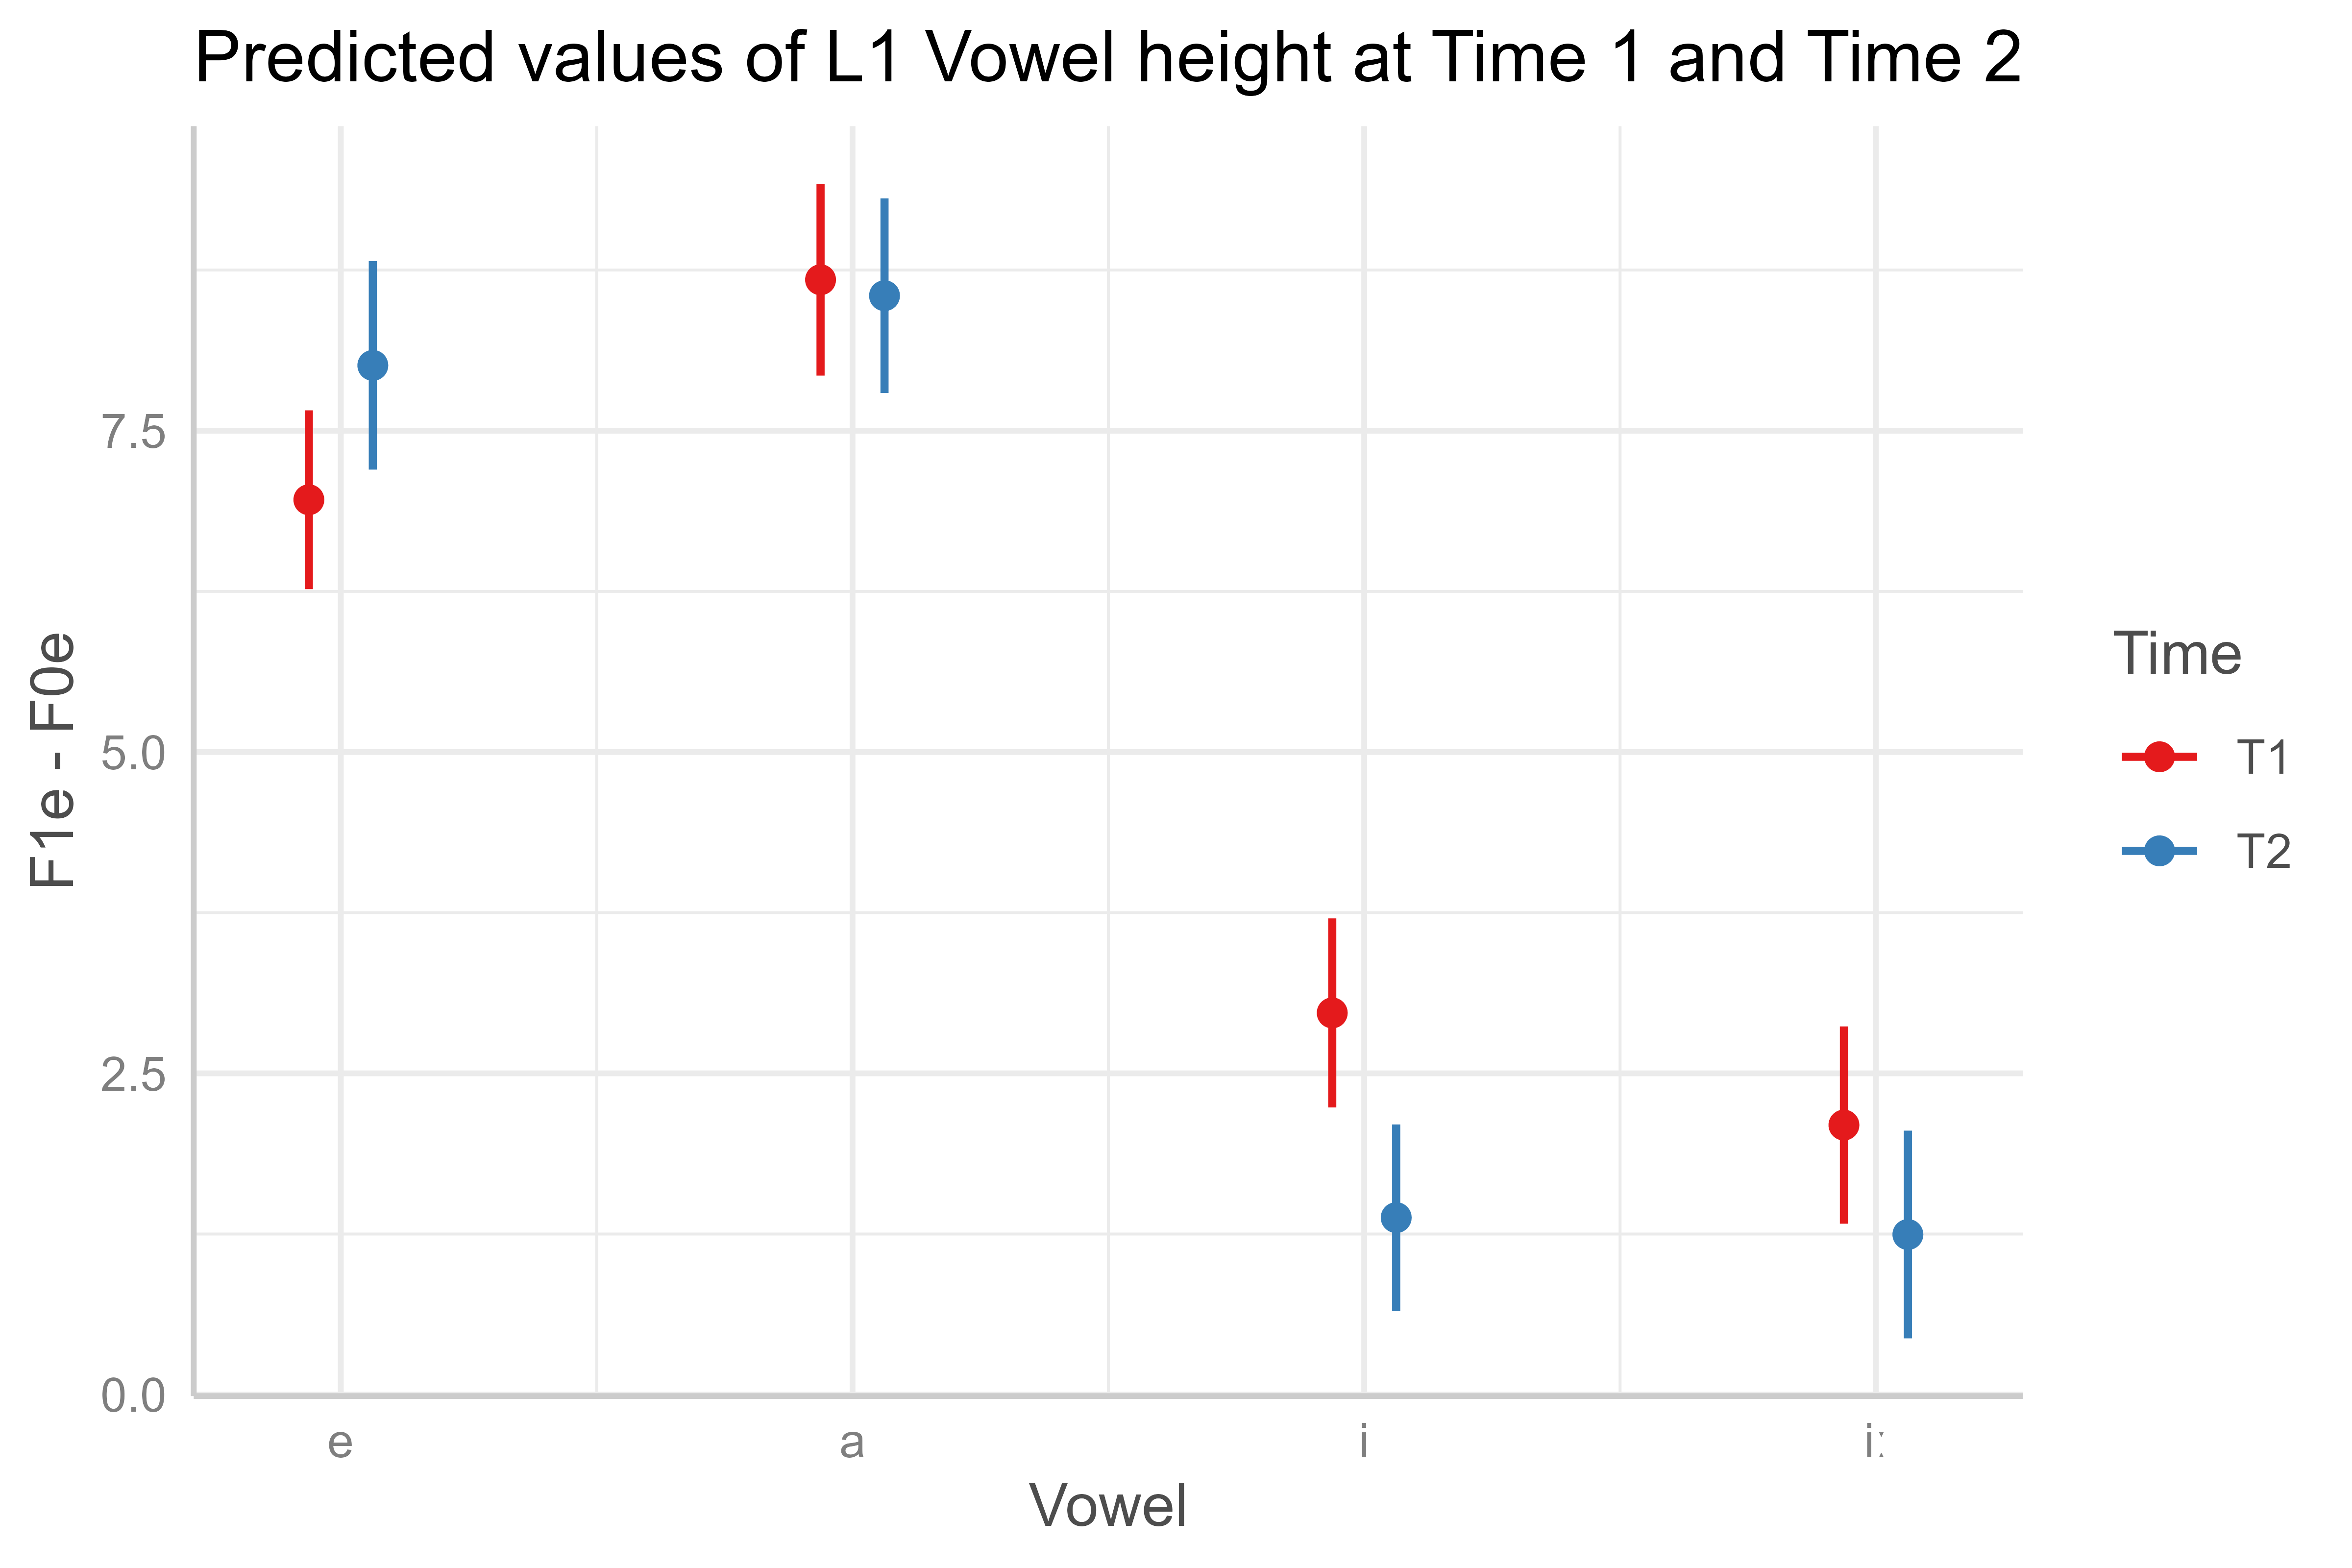 Predicted values of L1 Vowel height at Time 1 and Time 2
F1e - F0e
7.5
5.0
2.5
0.0
e
a
i
iː
Vowel
Time
T1
T2